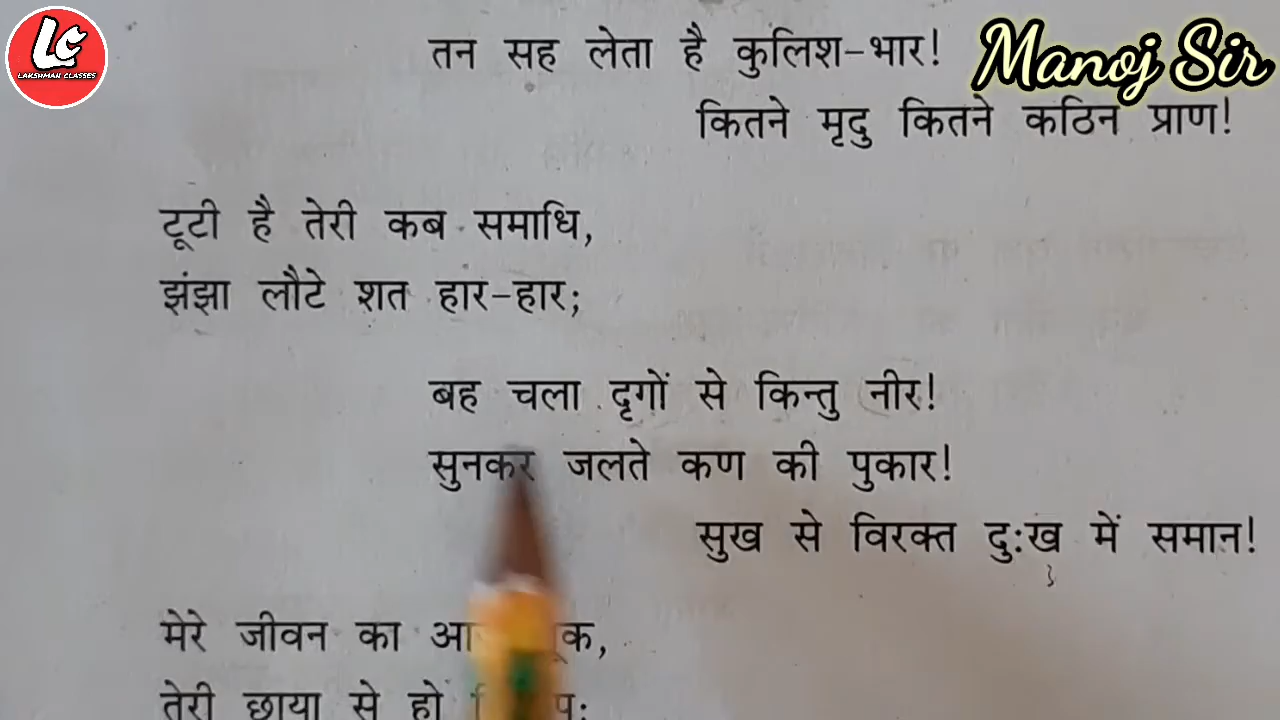 LC
LAKSHMAN CLASSES
Manoj Sir
तन सह लेता है कुलिश-भार!
कितने मृदु कितने कठिन प्राण!
टूटी है तेरी कब समाधि,
झंझा लौटे शत हार-हार;
बह चला दृगों से किन्तु नीर!
सुनकर जलते कण की पुकार!
सुख से विरक्त दुःख में समान!
मेरे जीवन का
तेरी छाया से हो